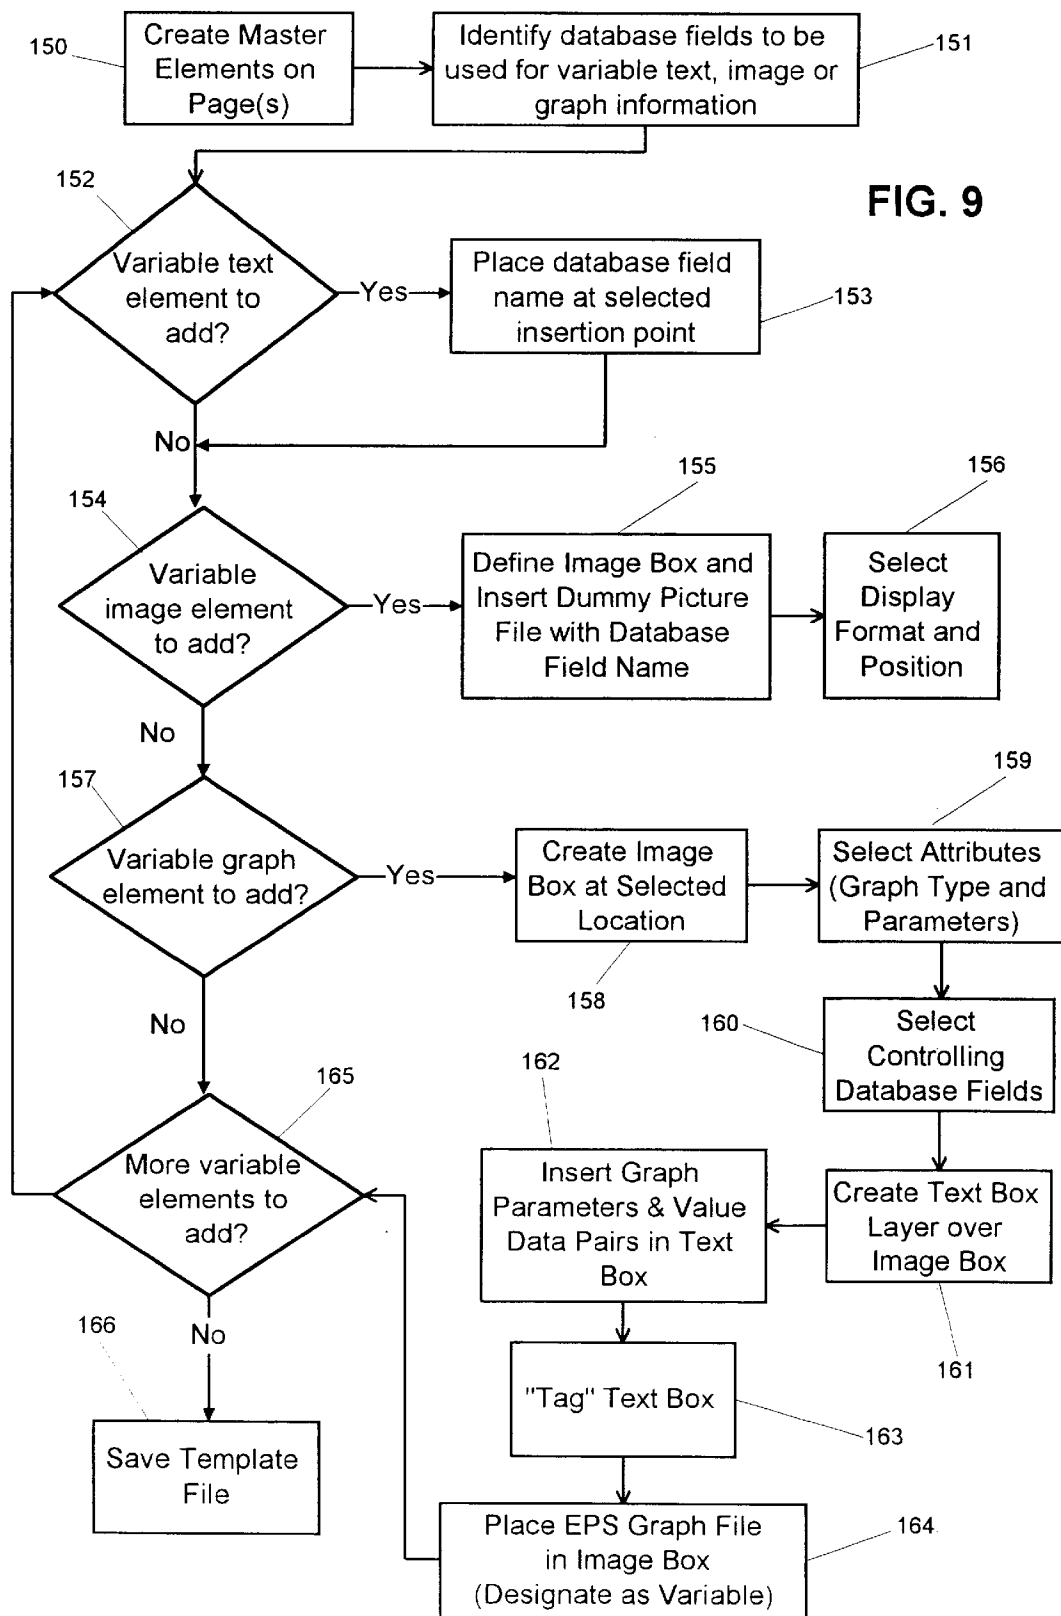 150
Create Master
Elements on
Page(s)
Identify database fields to be
used for variable text, image or
graph information
151
FIG. 9
152
Variable text
element to
add?
Yes
Place database field
name at selected
insertion point
153
No
154
Variable
image element
to add?
Yes
155
Define Image Box and
Insert Dummy Picture
File with Database
Field Name
156
Select
Display
Format and
Position
No
157
Variable graph
element to add?
Yes
Create Image
Box at Selected
Location
158
159
Select Attributes
(Graph Type and
Parameters)
No
160
Select
Controlling
Database Fields
165
More variable
elements to
add?
162
Insert Graph
Parameters & Value
Data Pairs in Text
Box
Create Text Box
Layer over
Image Box
161
No
166
Save Template
File
"Tag" Text Box
163
Place EPS Graph File
in Image Box
(Designate as Variable)
164